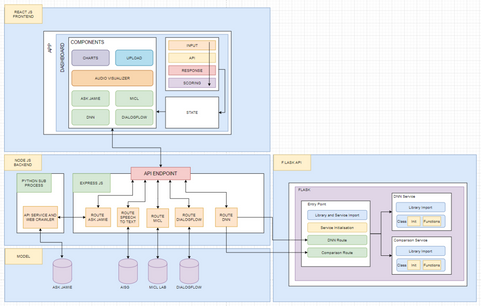 REACT JS
FRONTEND
APP
DASHBOARD
COMPONENTS
CHARTS
UPLOAD
AUDIO VISUALIZER
ASK JAMIE
MICL
DNN
DIALOGFLOW
INPUT
API
RESPONSE
SCORING
STATE
NODE JS
BACKEND
PYTHON SUB
PROCESS
API SERVICE AND
WEB CRAWLER
EXPRESS JS
API ENDPOINT
ROUTE
ASK JAMIE
ROUTE
SPEECH
TO TEXT
ROUTE
MICL
ROUTE
DIALOGFLOW
ROUTE
DNN
MODEL
ASK JAMIE
AISG
MICL LAB
DIALOGFLOW
FLASK API
FLASK
Entry Point
Library and Service Import
Service Initialisation
DNN Route
Comparison Route
DNN Service
Library Import
Class
Init
Functions
Comparison Service
Library Import
Class
Init
Functions